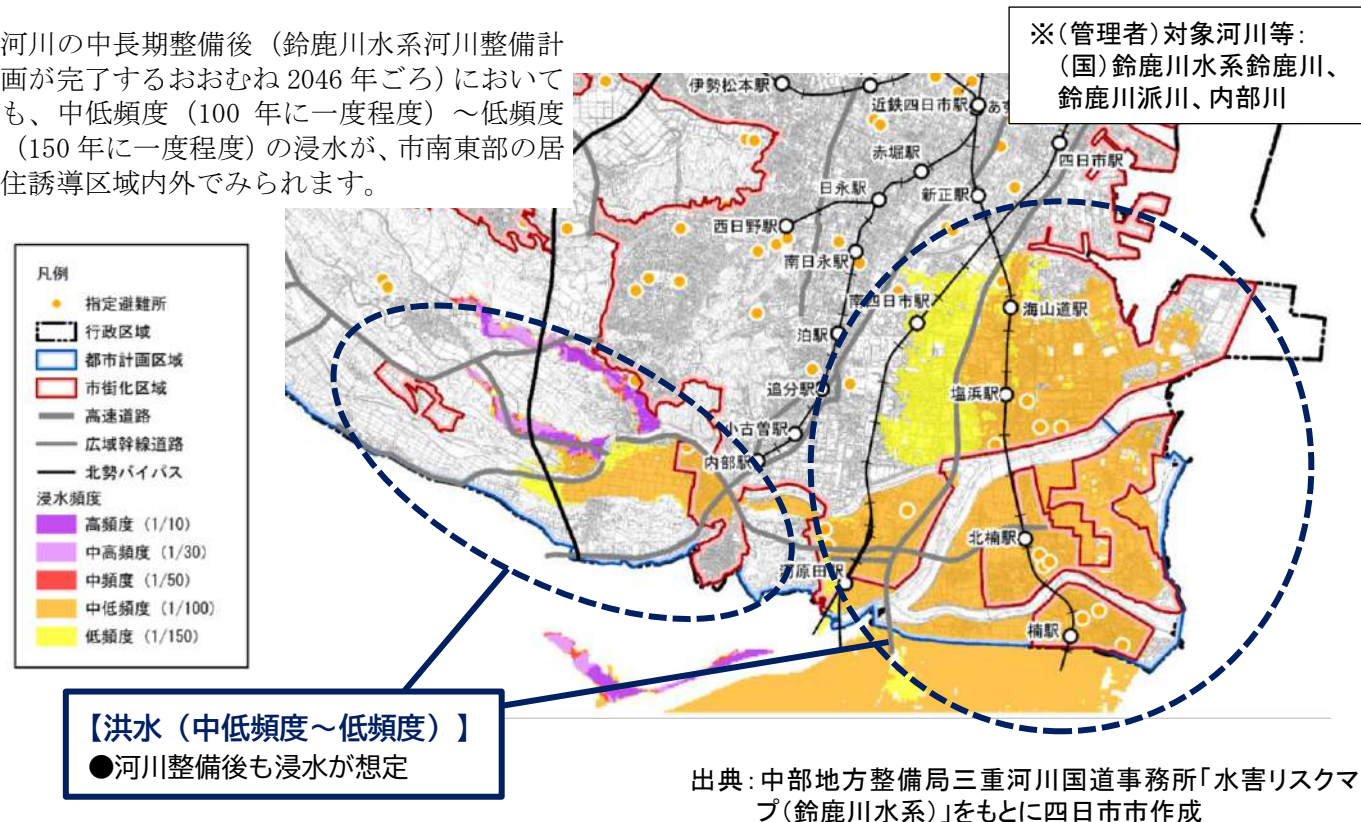 河川の中長期整備後（鈴鹿川水系河川整備計
画が完了するおおむね 2046 年ごろ）において
も、中低頻度（100 年に一度程度）～低頻度
（150 年に一度程度）の浸水が、市南東部の居
住誘導区域内外でみられます。
※（管理者）対象河川等：
（国）鈴鹿川水系鈴鹿川、
鈴鹿川派川、内部川
伊勢松本駅
近鉄四日市駅
あす
赤堀駅
四日市駅
日永駅
新正駅
西日野駅
南日永駅
南四日市駅
海山道駅
泊駅
追分駅
塩浜駅
小古曽駅
内部駅
北楠駅
河原田駅
楠駅
凡例
指定避難所
行政区域
都市計画区域
市街化区域
高速道路
広域幹線道路
北勢バイパス
浸水頻度
高頻度（1/10）
中高頻度（1/30）
中頻度（1/50）
中低頻度（1/100）
低頻度（1/150）
【洪水（中低頻度～低頻度）】
●河川整備後も浸水が想定
出典：中部地方整備局三重河川国道事務所「水害リスクマ
プ（鈴鹿川水系）」をもとに四日市市作成